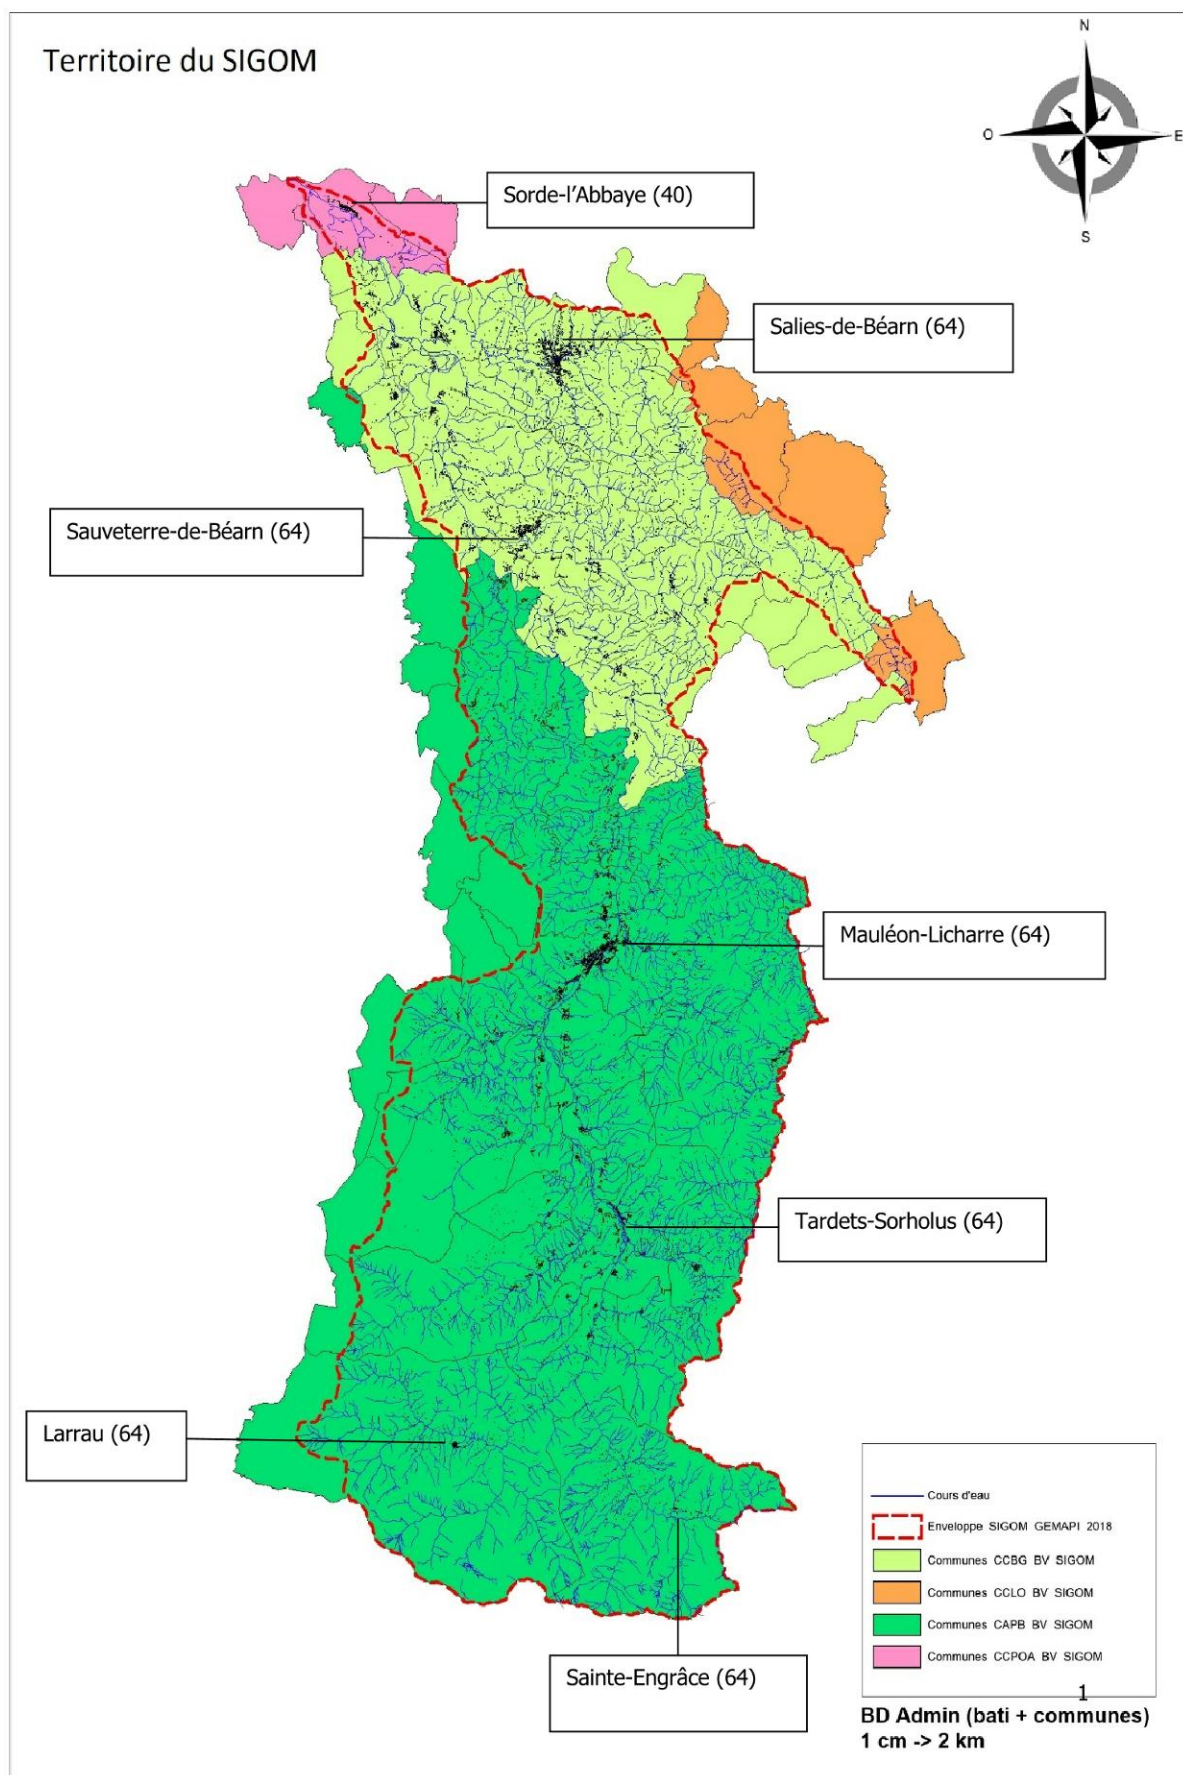 Territoire du SIGOM
N
O
E
S
Sorde-l'Abbaye (40)
Salies-de-Béarn (64)
Sauveterre-de-Béarn (64)
Mauléon-Licharre (64)
Tardets-Sorholus (64)
Larrau (64)
Sainte-Engrâce (64)
Cours d'eau
Enveloppe SIGOM GEMAPI 2018
Communes CCBG BV SIGOM
Communes CCLO BV SIGOM
Communes CAPB BV SIGOM
Communes CCPOA BV SIGOM
1
BD Admin (bati + communes)
1 cm -> 2 km